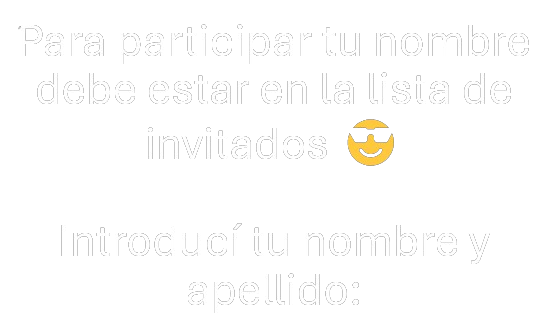 Para participar tu nombre
debe estar en la lista de
invitados 😎
Introducí tu nombre y
apellido: